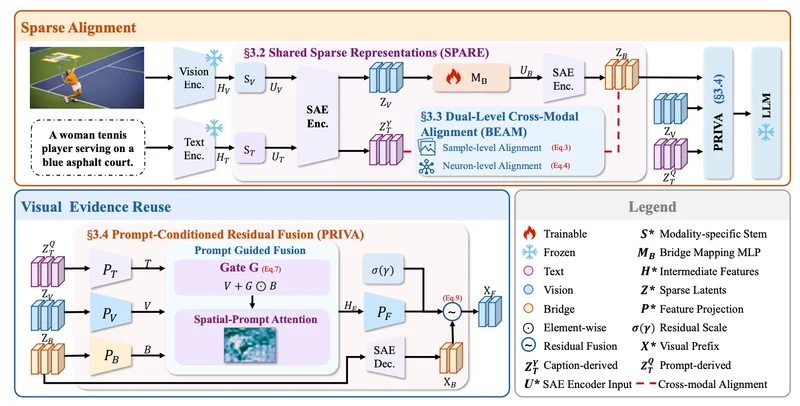 Sparse Alignment
§3.2 Shared Sparse Representations (SPARE)
Vision
Enc.
H_V
S_V
U_V
SAE
Enc.
Z_V
M_B
U_B
SAE
Enc.
Z_B
A woman tennis
player serving on a
blue asphalt court.
Text
Enc.
H_T
S_T
U_T
Z_T^Y
§3.3 Dual-Level Cross-Modal
Alignment (BEAM)
Sample-level Alignment (Eq.3)
Neuron-level Alignment (Eq.4)
Z_V
Z_T^Q
PRIVA (§3.4)
LLM
Visual Evidence Reuse
§3.4 Prompt-Conditioned Residual Fusion (PRIVA)
Z_T^Q
P_T
T
Z_V
P_V
V
Z_B
P_B
B
Prompt Guided Fusion
Gate G (Eq.7)
V + G ⊙ B
Spatial-Prompt Attention
H_F
P_F
σ(γ)
(Eq.9)
~
X_F
SAE
Dec.
X_B
Legend
Trainable
S* Modality-specific Stem
Frozen
M_B Bridge Mapping MLP
Text
H* Intermediate Features
Vision
Z* Sparse Latents
Bridge
P* Feature Projection
⊙ Element-wise
σ(γ) Residual Scale
~ Residual Fusion
X* Visual Prefix
Z_T^Y Caption-derived
Z_T^Q Prompt-derived
U* SAE Encoder Input
Cross-modal Alignment